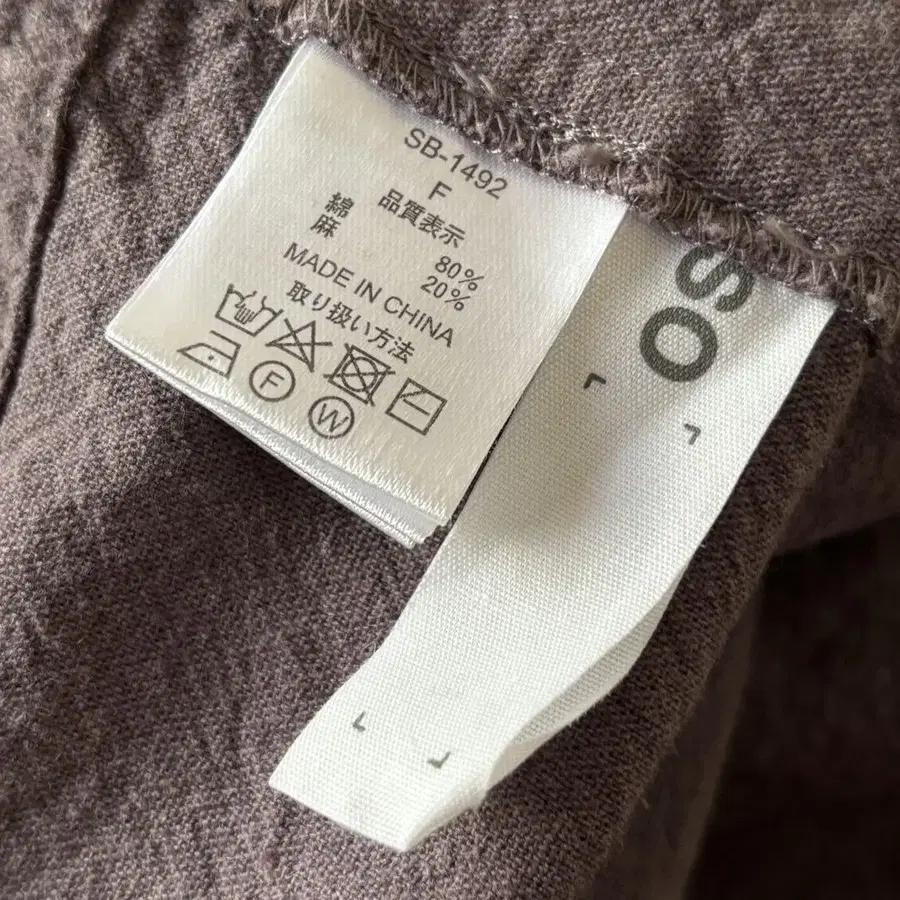 SB-1492
F
品質表示
綿 80%
麻 20%
MADE IN CHINA
取り扱い方法
F
W
OS